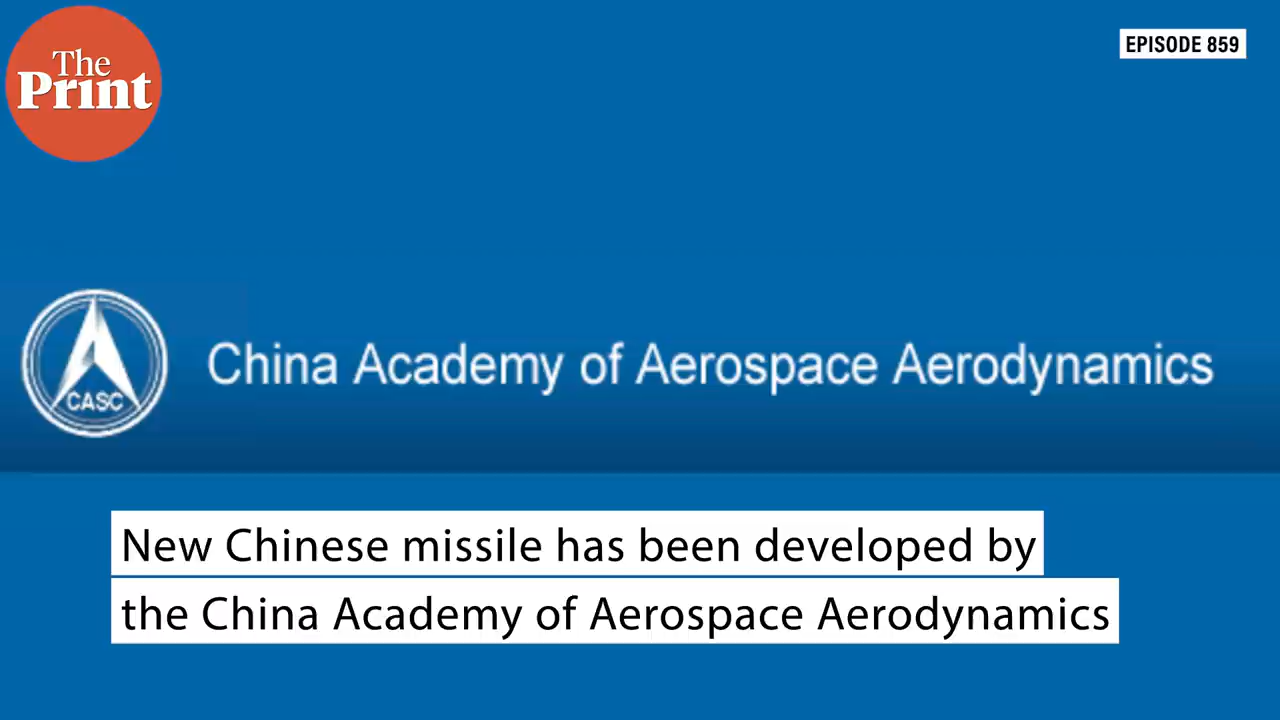 The
Print
EPISODE 859
CASC
China Academy of Aerospace Aerodynamics
New Chinese missile has been developed by
the China Academy of Aerospace Aerodynamics